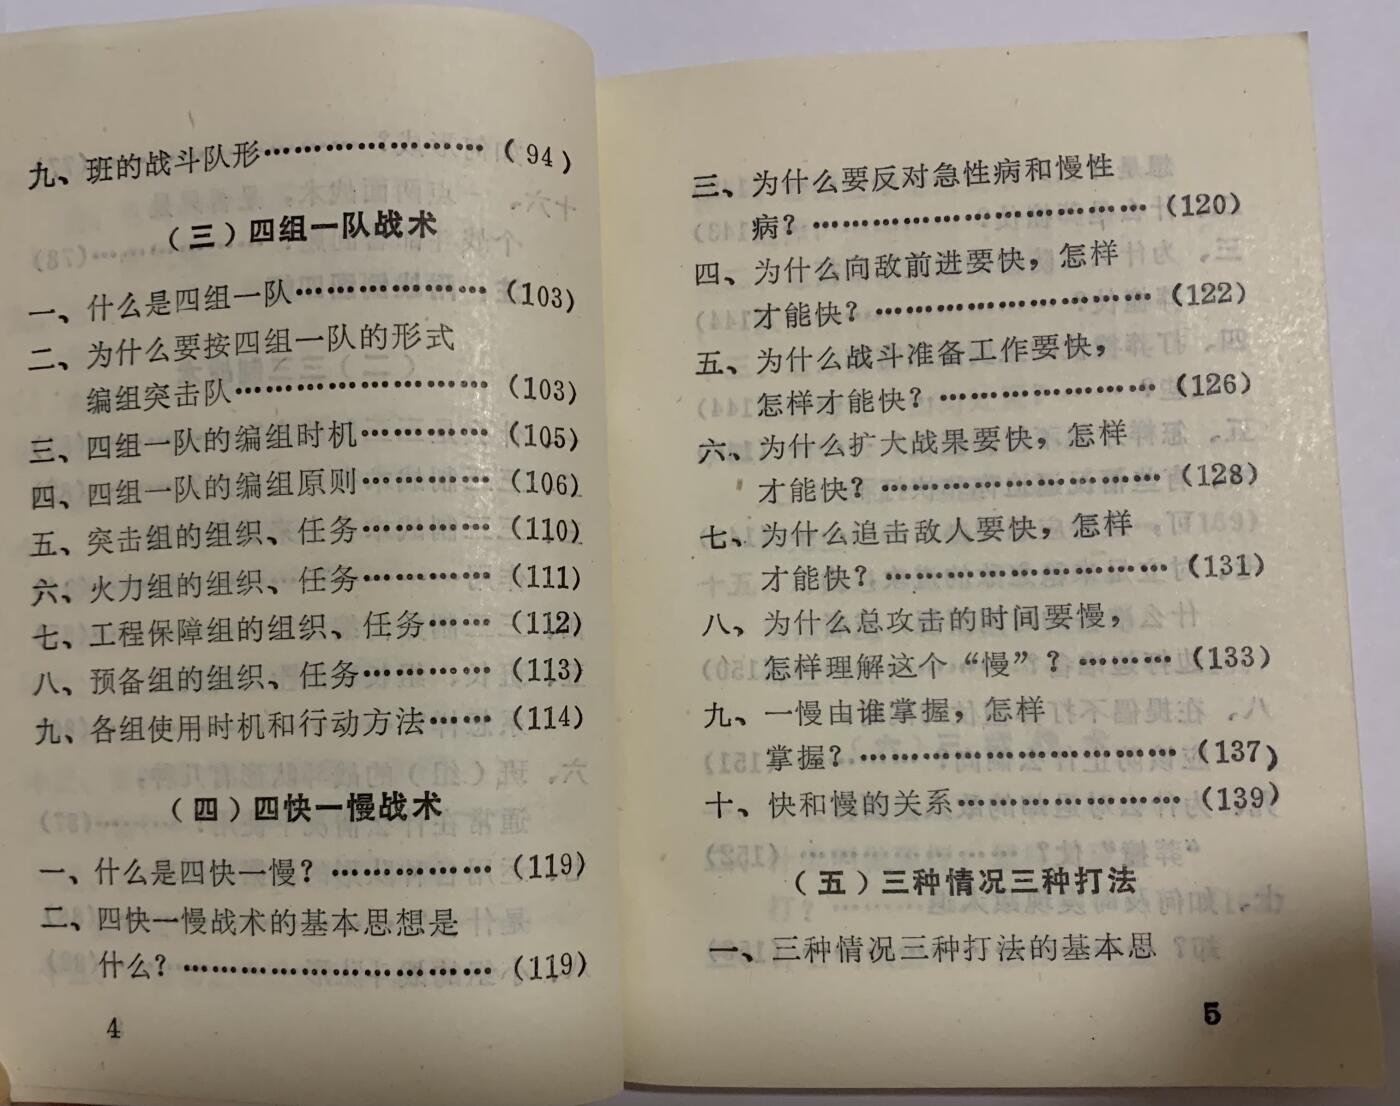 九、班的战斗队形…………………(94)
(三)四组一队战术
一、什么是四组一队………………(103)
二、为什么要按四组一队的形式
编组突击队……………………(103)
三、四组一队的编组时机…………(105)
四、四组一队的编组原则…………(106)
五、突击组的组织、任务…………(110)
六、火力组的组织、任务…………(111)
七、工程保障组的组织、任务……(112)
八、预备组的组织、任务…………(113)
九、各组使用时机和行动方法……(114)
(四)四快一慢战术
一、什么是四快一慢?……………(119)
二、四快一慢战术的基本思想是
什么?…………………………(119)
4
三、为什么要反对急性病和慢性
病?……………………………(120)
四、为什么向敌前进要快,怎样
才能快?………………………(122)
五、为什么战斗准备工作要快,
怎样才能快?…………………(126)
六、为什么扩大战果要快,怎样
才能快?………………………(128)
七、为什么追击敌人要快,怎样
才能快?………………………(131)
八、为什么总攻击的时间要慢,
怎样理解这个“慢”?………(133)
九、一慢由谁掌握,怎样
掌握?…………………………(137)
十、快和慢的关系…………………(139)
(五)三种情况三种打法
一、三种情况三种打法的基本思
5